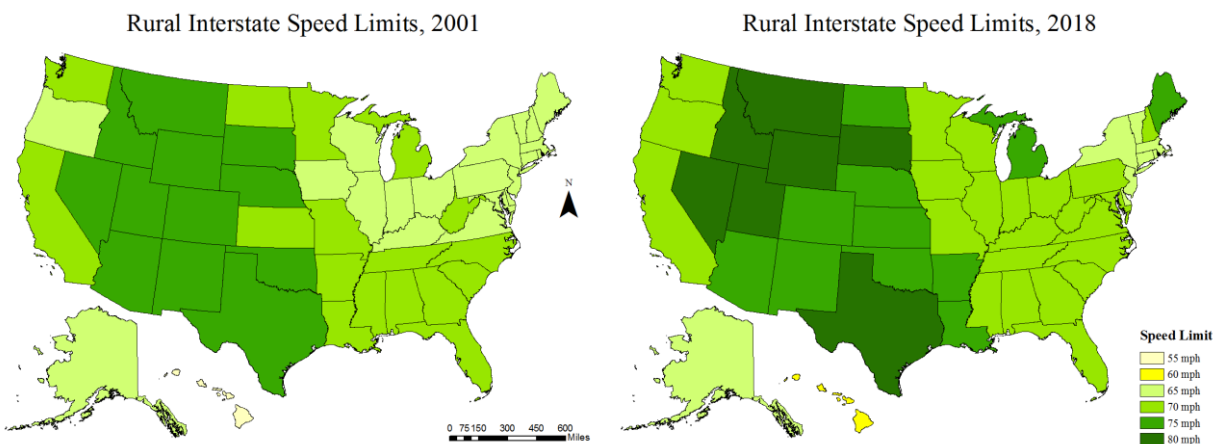 Rural Interstate Speed Limits, 2001
Rural Interstate Speed Limits, 2018
N
0 75 150 300 450 600
Miles
Speed Limit
55 mph
60 mph
65 mph
70 mph
75 mph
80 mph